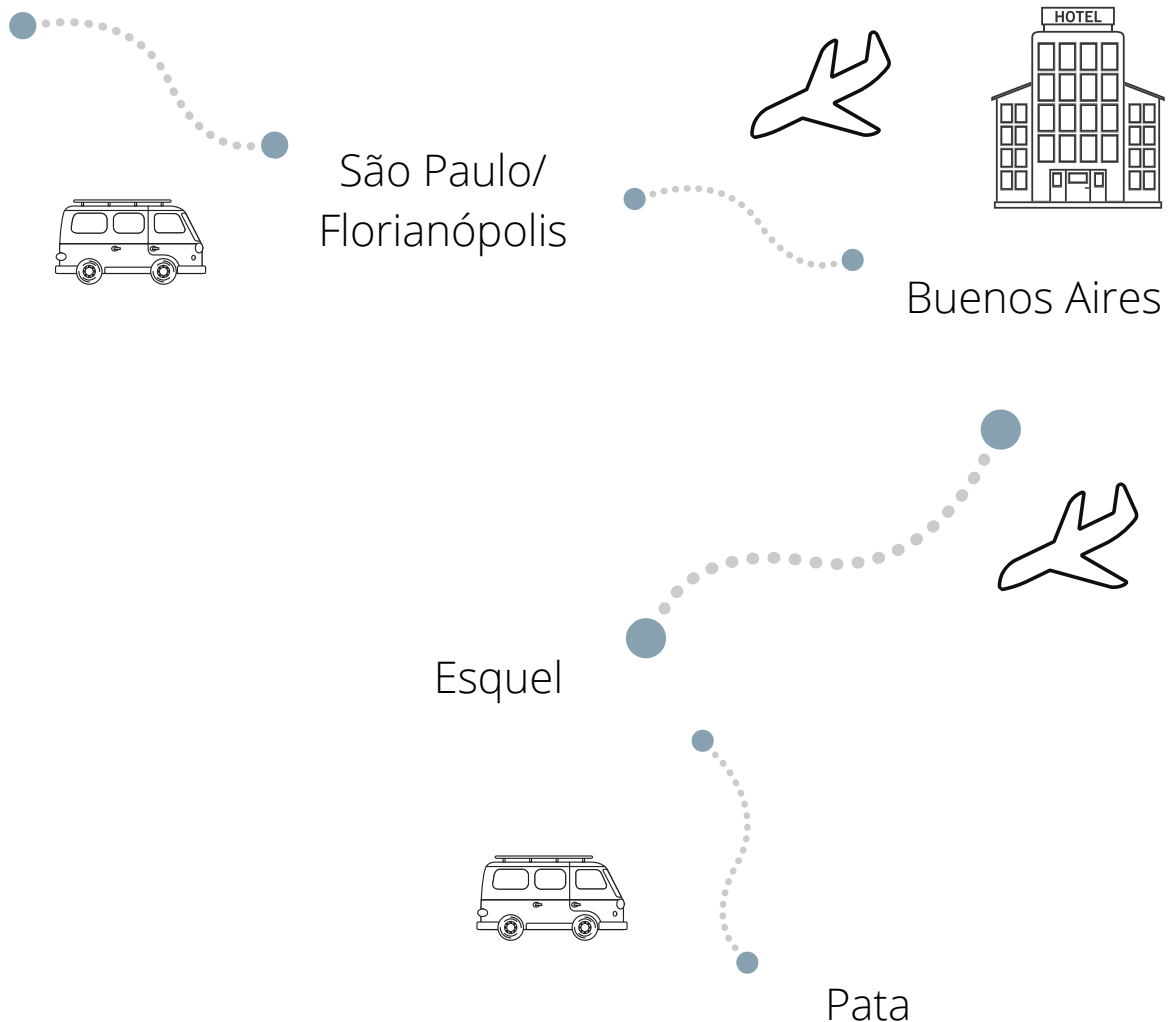 HOTEL
São Paulo/
Florianópolis
Buenos Aires
Esquel
Pata